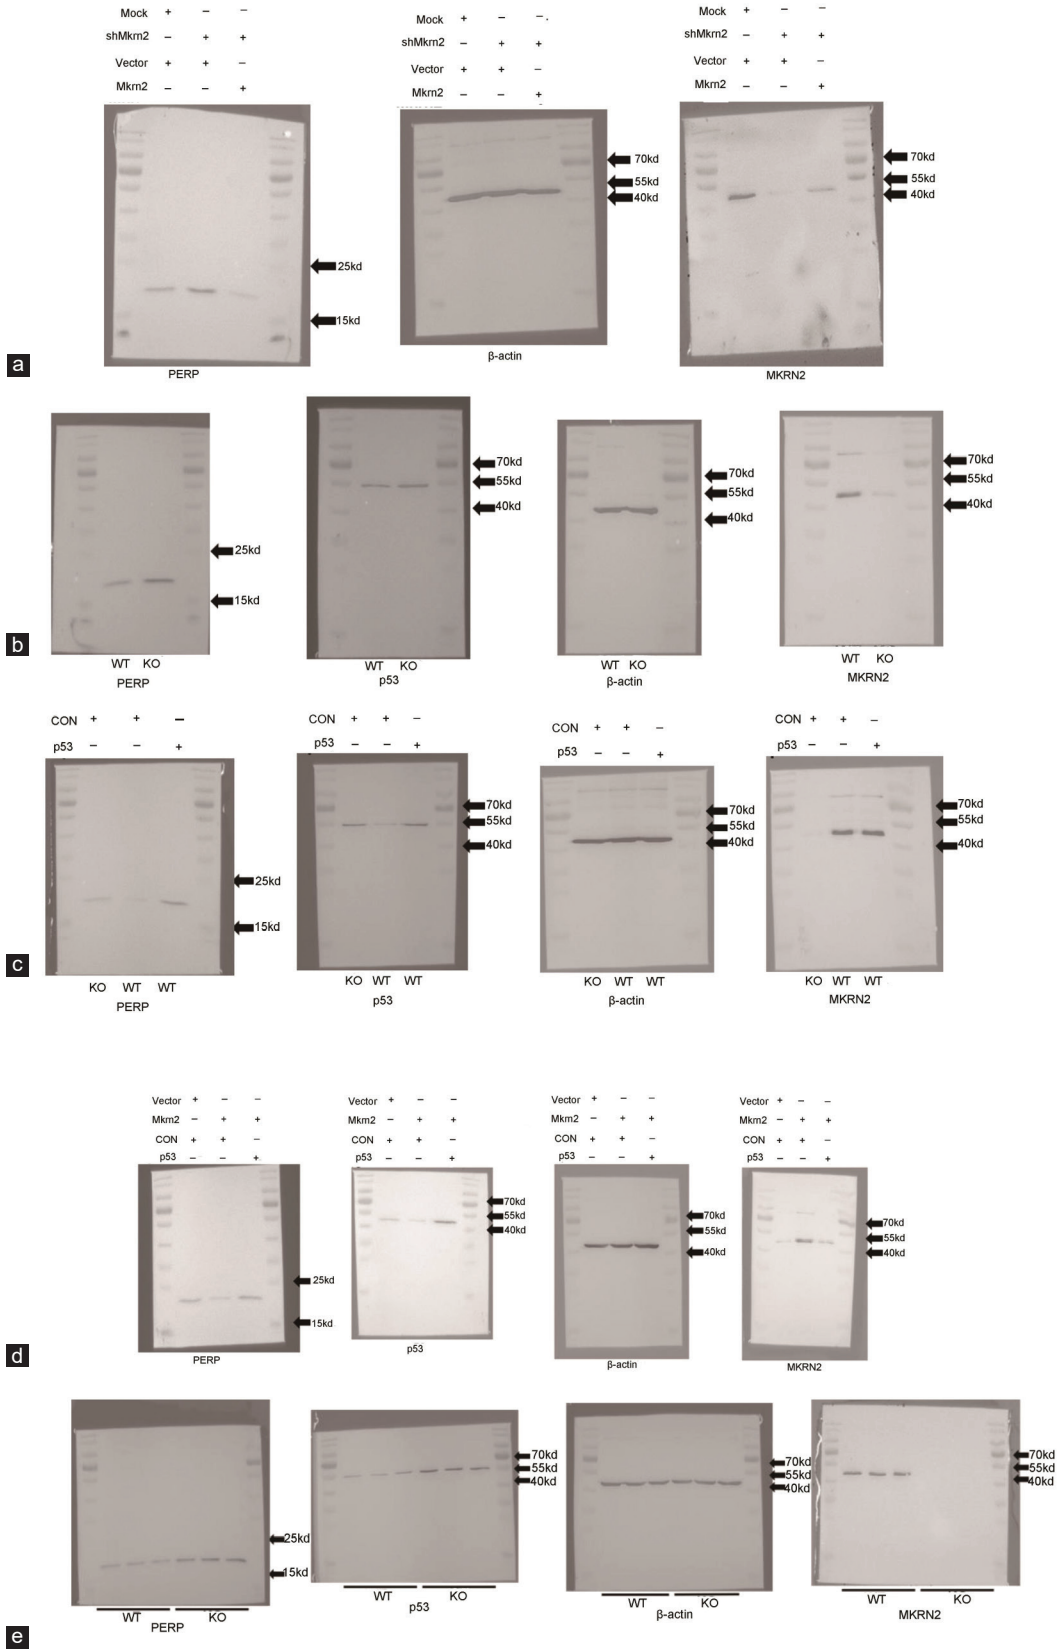 Mock + − −
shMkrn2 − + +
Vector + + −
Mkrn2 − − +
25kd
15kd
PERP
Mock + − −
shMkrn2 − + +
Vector + + −
Mkrn2 − − +
70kd
55kd
40kd
β-actin
Mock + − −
shMkrn2 − + +
Vector + + −
Mkrn2 − − +
70kd
55kd
40kd
MKRN2
a
25kd
15kd
WT KO
PERP
70kd
55kd
40kd
WT KO
p53
70kd
55kd
40kd
WT KO
β-actin
70kd
55kd
40kd
WT KO
MKRN2
b
CON + + −
p53 − − +
25kd
15kd
KO WT WT
PERP
CON + + −
p53 − − +
70kd
55kd
40kd
KO WT WT
p53
CON + + −
p53 − − +
70kd
55kd
40kd
KO WT WT
β-actin
CON + + −
p53 − − +
70kd
55kd
40kd
KO WT WT
MKRN2
c
Vector + − −
Mkrn2 − + +
CON + + −
p53 − − +
25kd
15kd
PERP
Vector + − −
Mkrn2 − + +
CON + + −
p53 − − +
70kd
55kd
40kd
p53
Vector + − −
Mkrn2 − + +
CON + + −
p53 − − +
70kd
55kd
40kd
β-actin
Vector + − −
Mkrn2 − + +
CON + + −
p53 − − +
70kd
55kd
40kd
MKRN2
d
25kd
15kd
WT KO
PERP
70kd
55kd
40kd
WT KO
p53
70kd
55kd
40kd
WT KO
β-actin
70kd
55kd
40kd
WT KO
MKRN2
e